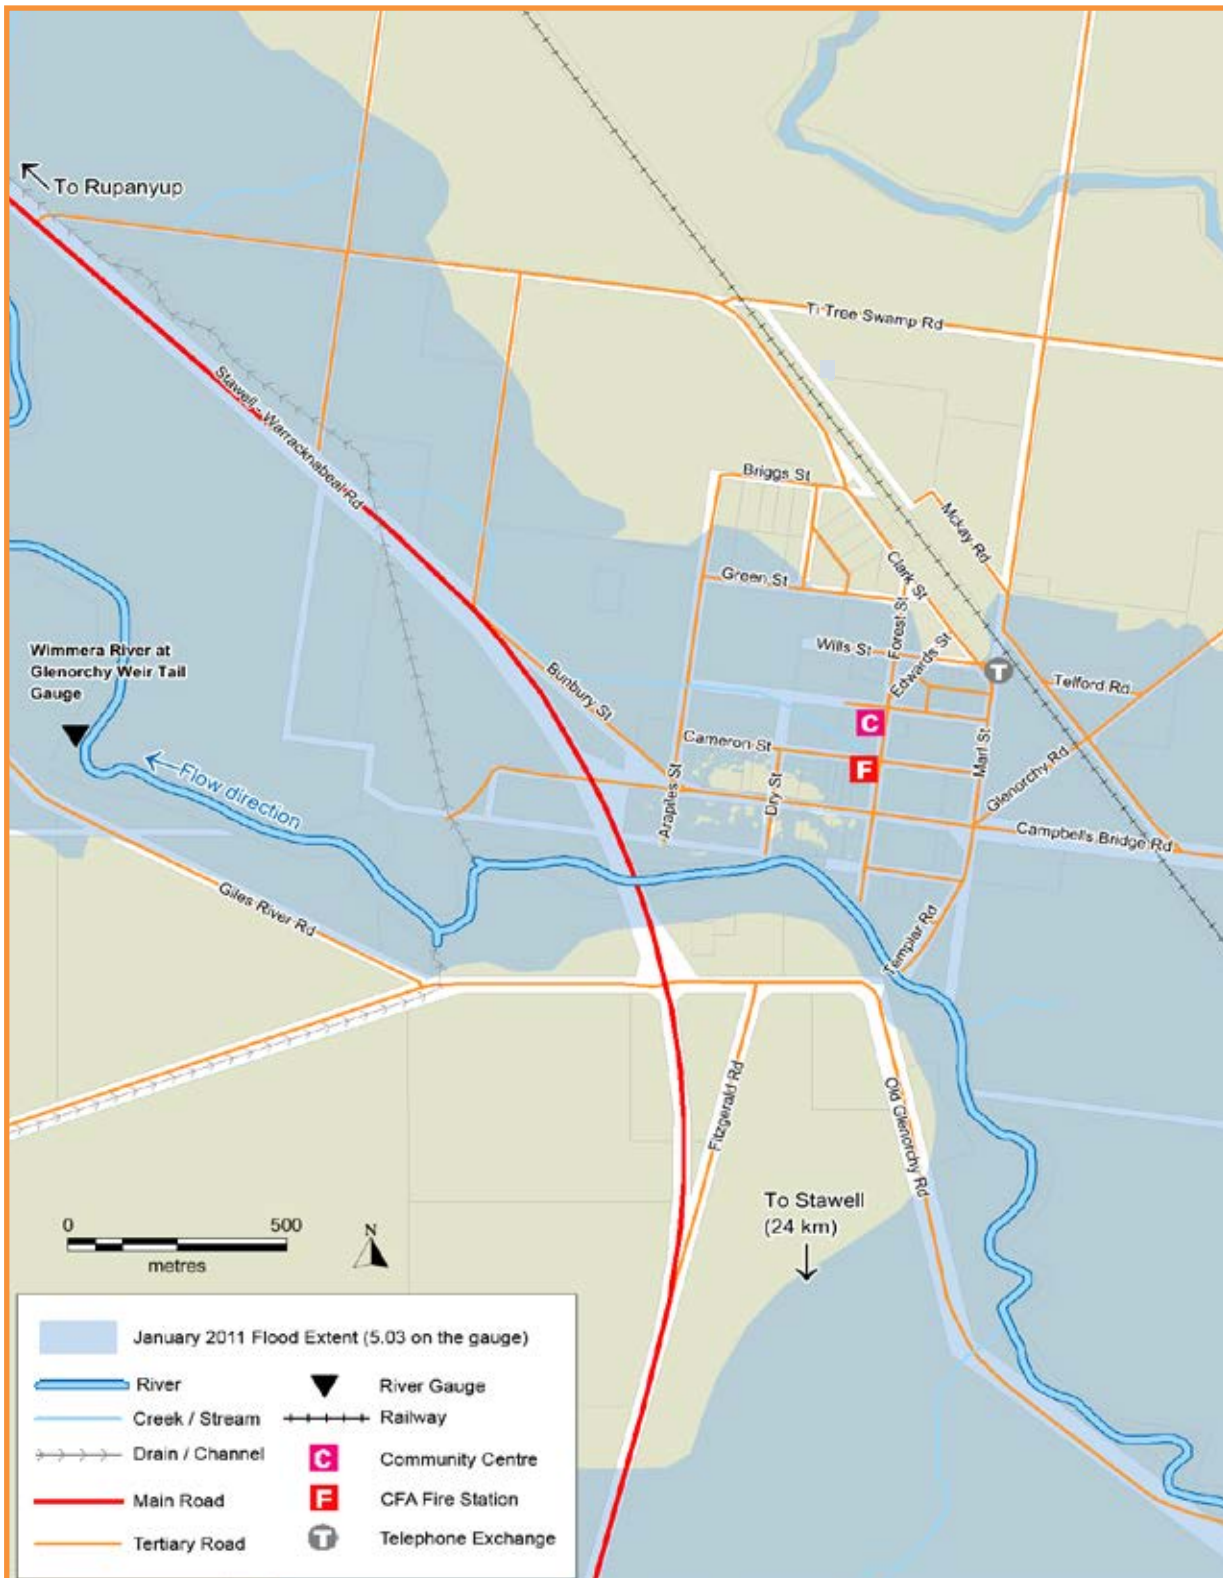 To Rupanyup
Ti Tree Swamp Rd
Stawell - Warracknabeal Rd
Briggs St
Mckay Rd
Clark St
Green St
Forest St
Wills St
Edwards St
T
Wimmera River at
Glenorchy Weir Tail
Gauge
Bunbury St
Telford Rd
C
Cameron St
F
Flow direction
Araples St
Dry St
Marl St
Glenorchy Rd
Campbell's Bridge Rd
Giles River Rd
Templar Rd
Fitzgerald Rd
Old Glenorchy Rd
To Stawell
(24 km)
0 500
metres
N
January 2011 Flood Extent (5.03 on the gauge)
River
River Gauge
Creek / Stream
Railway
Drain / Channel
C
Community Centre
Main Road
F
CFA Fire Station
Tertiary Road
T
Telephone Exchange